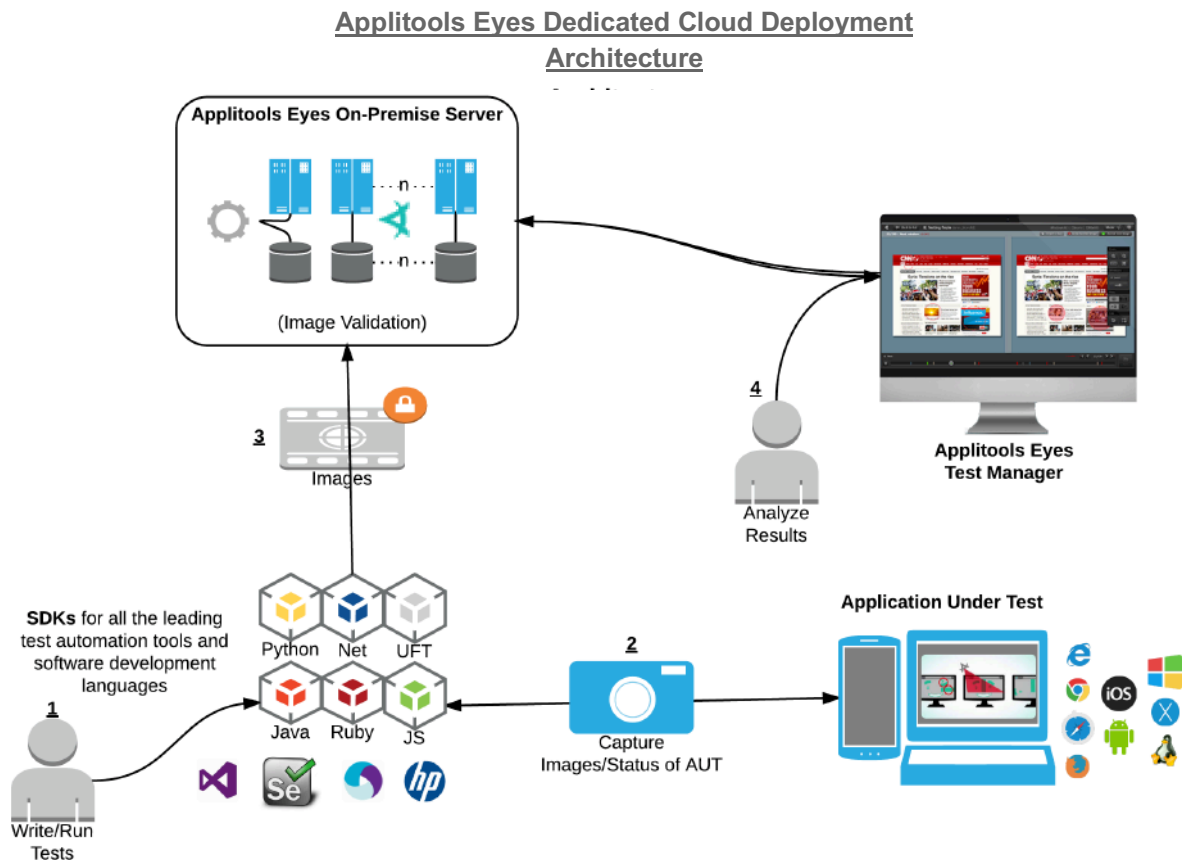 Applitools Eyes Dedicated Cloud Deployment
Architecture
Applitools Eyes On-Premise Server
n
n
(Image Validation)
3
Images
4
Analyze
Results
Applitools Eyes
Test Manager
SDKs for all the leading
test automation tools and
software development
languages
1
Write/Run
Tests
Python
Net
UFT
Java
Ruby
JS
Se
hp
2
Capture
Images/Status of AUT
Application Under Test
iOS
X